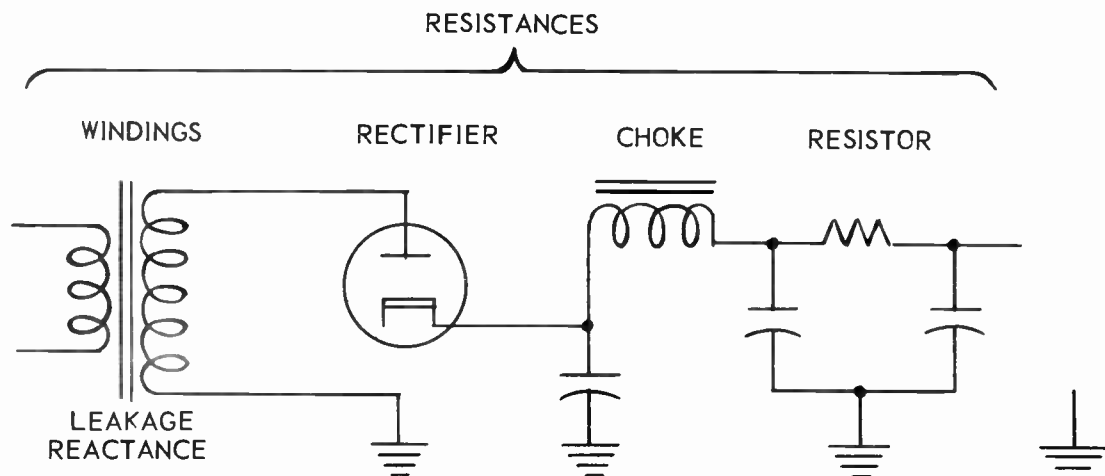 RESISTANCES
WINDINGS
RECTIFIER
CHOKE
RESISTOR
LEAKAGE
REACTANCE